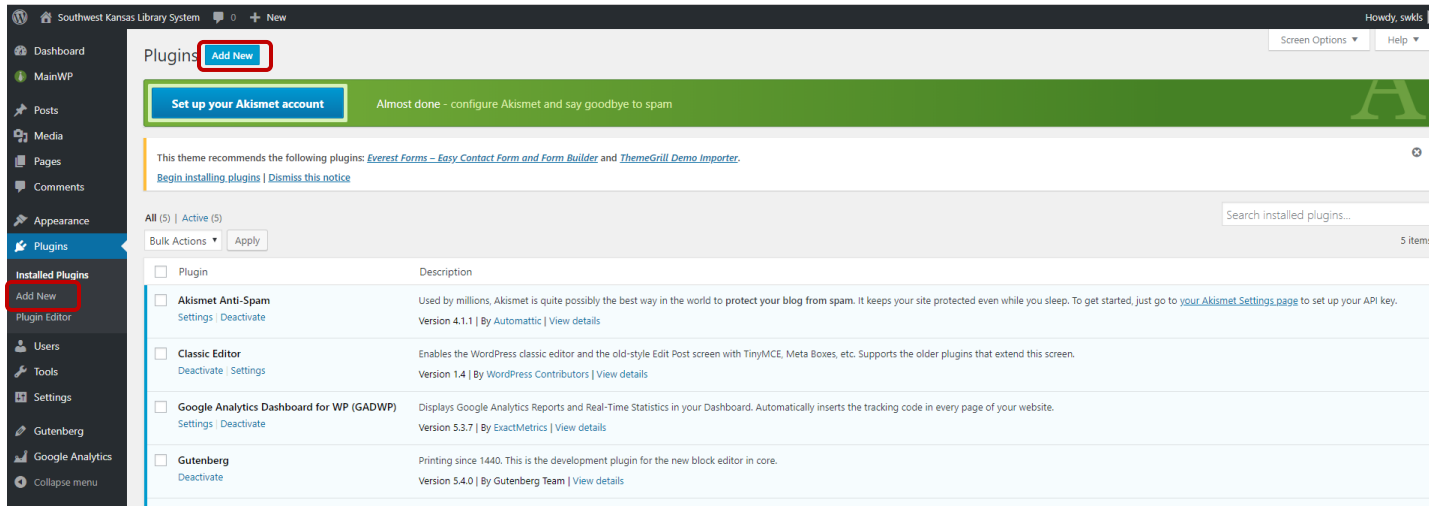 Southwest Kansas Library System 0 + New Howdy, swkls
Dashboard
MainWP
Posts
Media
Pages
Comments
Appearance
Plugins
Installed Plugins
Add New
Plugin Editor
Users
Tools
Settings
Gutenberg
Google Analytics
Collapse menu
Screen Options ▼ Help ▼
Plugins Add New
Set up your Akismet account Almost done - configure Akismet and say goodbye to spam A
This theme recommends the following plugins: Everest Forms – Easy Contact Form and Form Builder and ThemeGrill Demo Importer.
Begin installing plugins | Dismiss this notice
All (5) | Active (5)
Search installed plugins...
Bulk Actions ▼ Apply
5 items
Plugin Description
Akismet Anti-Spam
Settings | Deactivate
Used by millions, Akismet is quite possibly the best way in the world to protect your blog from spam. It keeps your site protected even while you sleep. To get started, just go to your Akismet Settings page to set up your API key.
Version 4.1.1 | By Automattic | View details
Classic Editor
Deactivate | Settings
Enables the WordPress classic editor and the old-style Edit Post screen with TinyMCE, Meta Boxes, etc. Supports the older plugins that extend this screen.
Version 1.4 | By WordPress Contributors | View details
Google Analytics Dashboard for WP (GADWP)
Settings | Deactivate
Displays Google Analytics Reports and Real-Time Statistics in your Dashboard. Automatically inserts the tracking code in every page of your website.
Version 5.3.7 | By ExactMetrics | View details
Gutenberg
Deactivate
Printing since 1440. This is the development plugin for the new block editor in core.
Version 5.4.0 | By Gutenberg Team | View details